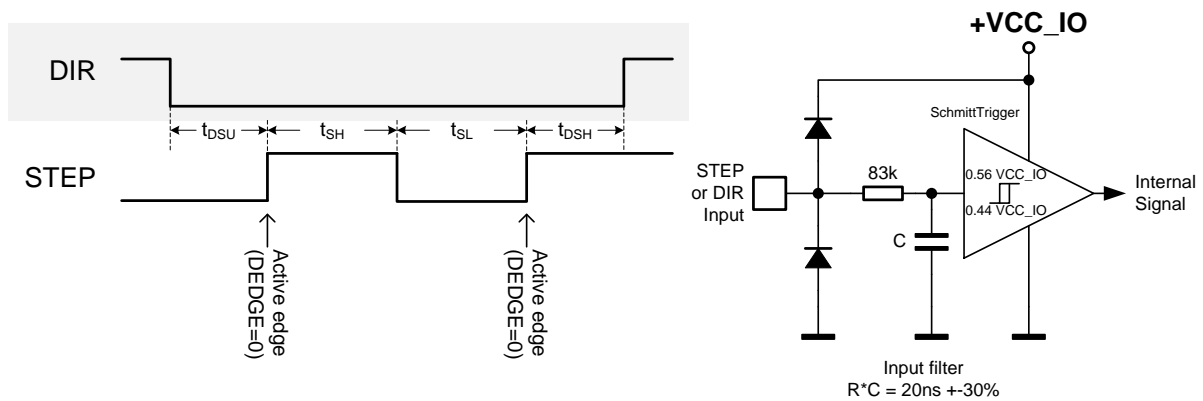 DIR
tDSU
tSH
tSL
tDSH
STEP
Active edge
(DEDGE=0)
Active edge
(DEDGE=0)
+VCC_IO
SchmittTrigger
83k
0.56 VCC_IO
0.44 VCC_IO
STEP
or DIR
Input
Internal
Signal
C
Input filter
R*C = 20ns +-30%